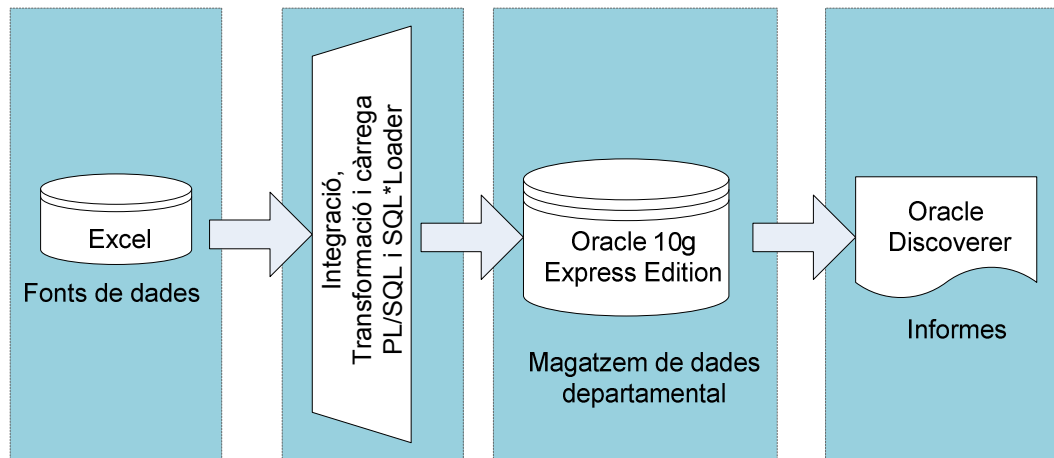 Excel
Fonts de dades
Integració,
Transformació i càrrega
PL/SQL i SQL*Loader
Oracle 10g
Express Edition
Magatzem de dades
departamental
Oracle
Discoverer
Informes